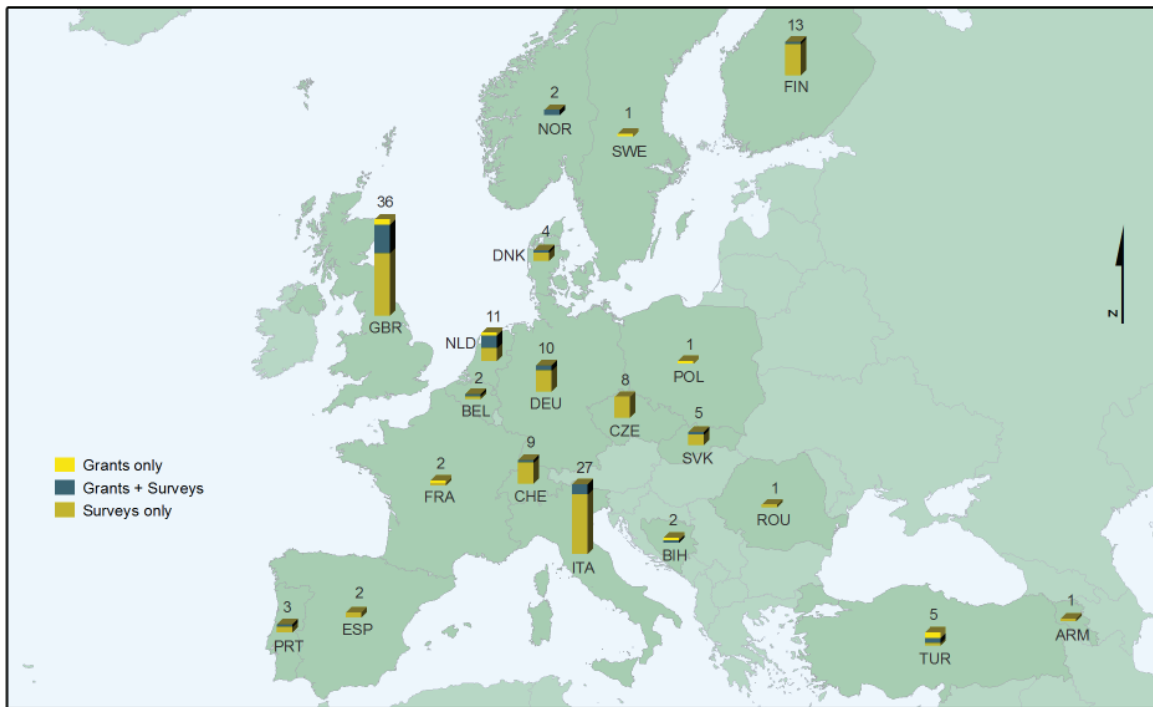 13
FIN
2
NOR
1
SWE
36
GBR
4
DNK
11
NLD
10
DEU
1
POL
2
BEL
8
CZE
5
SVK
Grants only
Grants + Surveys
Surveys only
2
FRA
9
CHE
27
ITA
1
ROU
2
BIH
3
PRT
2
ESP
5
TUR
1
ARM
N